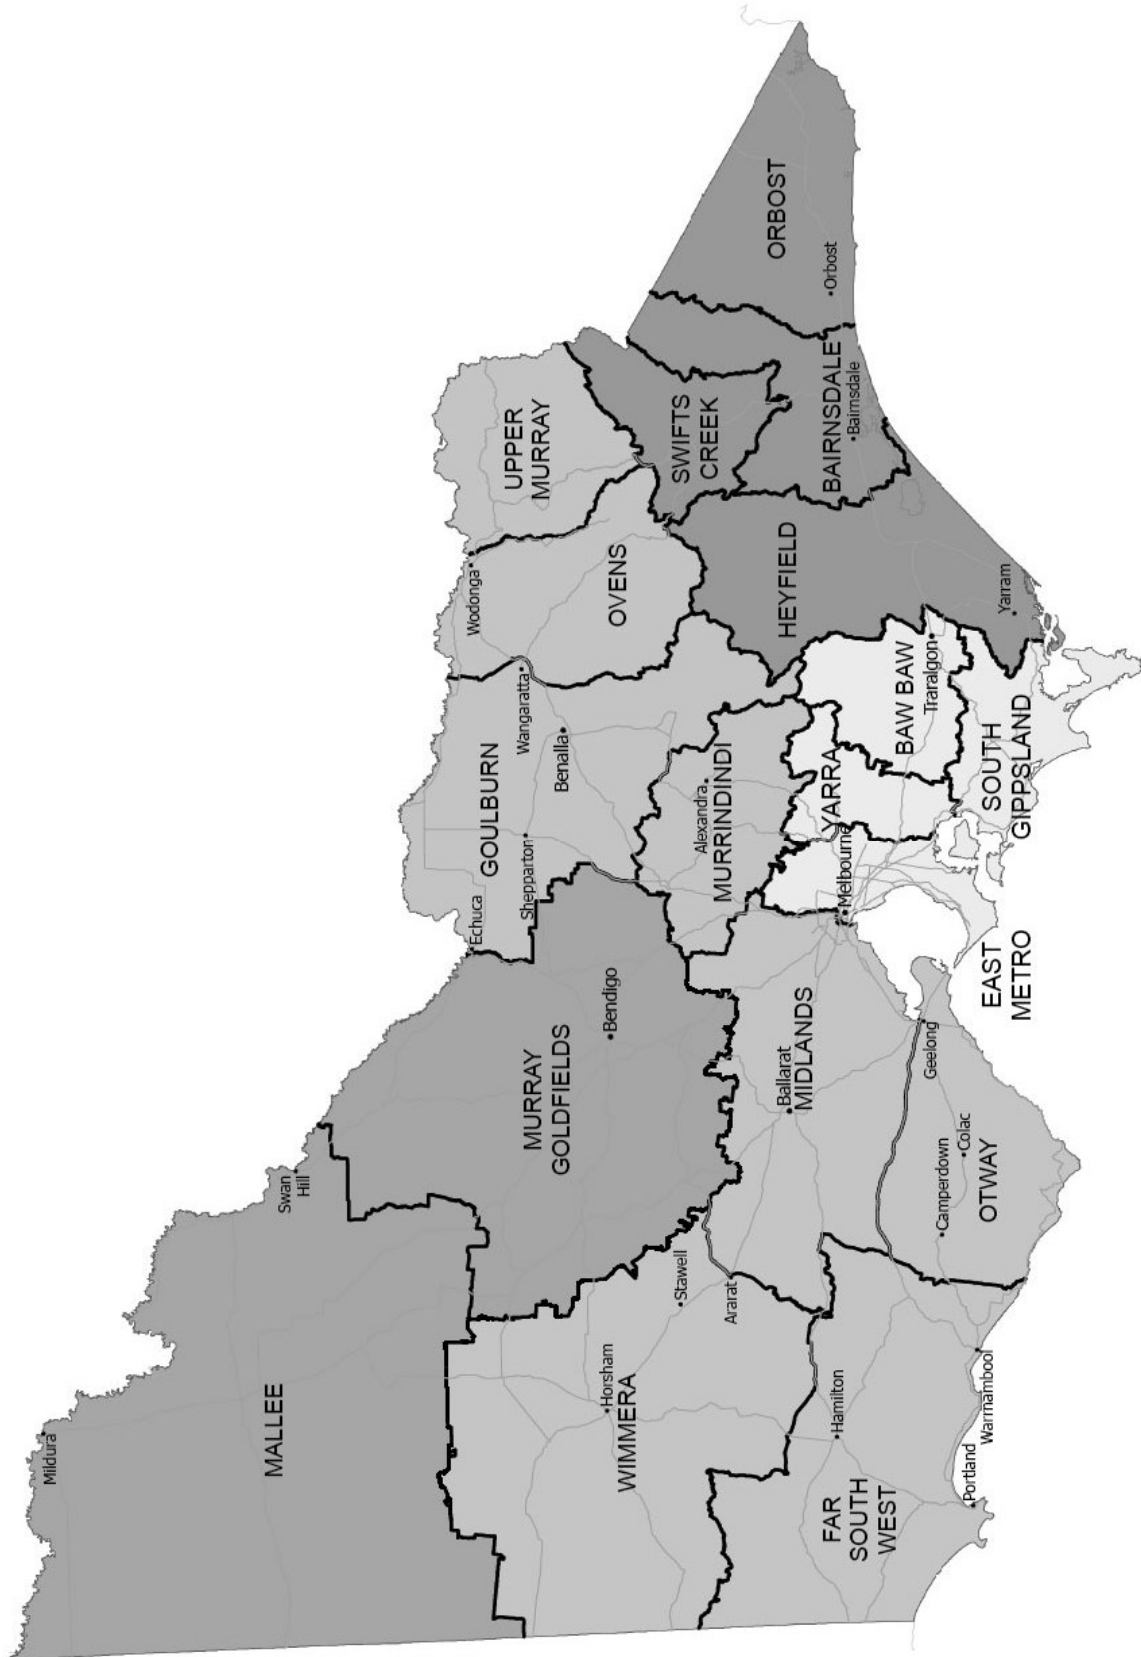 MALLEE
Mildura
Swan
Hill
MURRAY
GOLDFIELDS
Bendigo
WIMMERA
Horsham
Stawell
Ararat
FAR
SOUTH
WEST
Hamilton
Portland
Warrnambool
OTWAY
Camperdown
Colac
Geelong
MIDLANDS
Ballarat
EAST
METRO
Melbourne
GOULBURN
Echuca
Shepparton
Wangaratta
Benalla
MURRINDINDI
Alexandra
YARRA
BAW BAW
Traralgon
SOUTH
GIPPSLAND
OVENS
Wodonga
UPPER
MURRAY
SWIFTS
CREEK
HEYFIELD
Yarram
BAIRNSDALE
Bairnsdale
ORBOST
Orbost